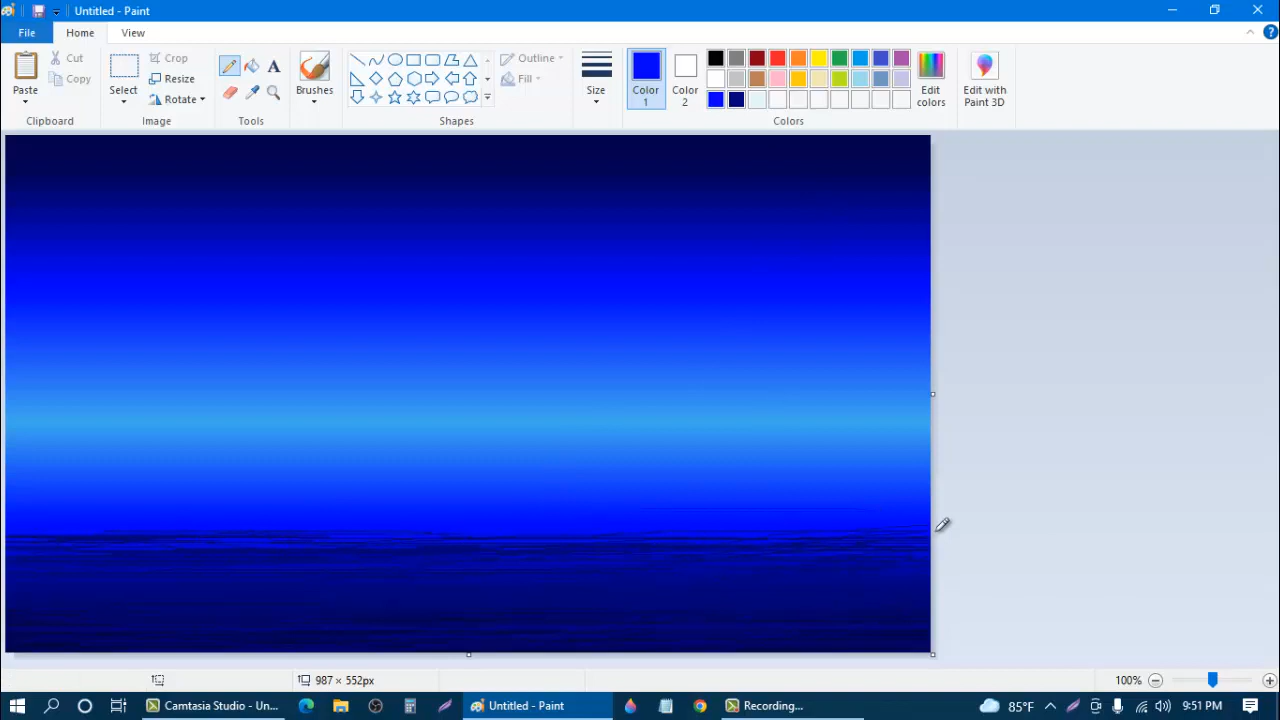 Untitled - Paint
File Home View
Paste
Cut
Copy
Clipboard
Select
Crop
Resize
Rotate
Image
A
Tools
Brushes
Outline
Fill
Shapes
Size
Color 1
Color 2
Edit colors
Colors
Edit with Paint 3D
987 × 552px
100%
Camtasia Studio - Un...
Untitled - Paint
Recording...
85°F
9:51 PM